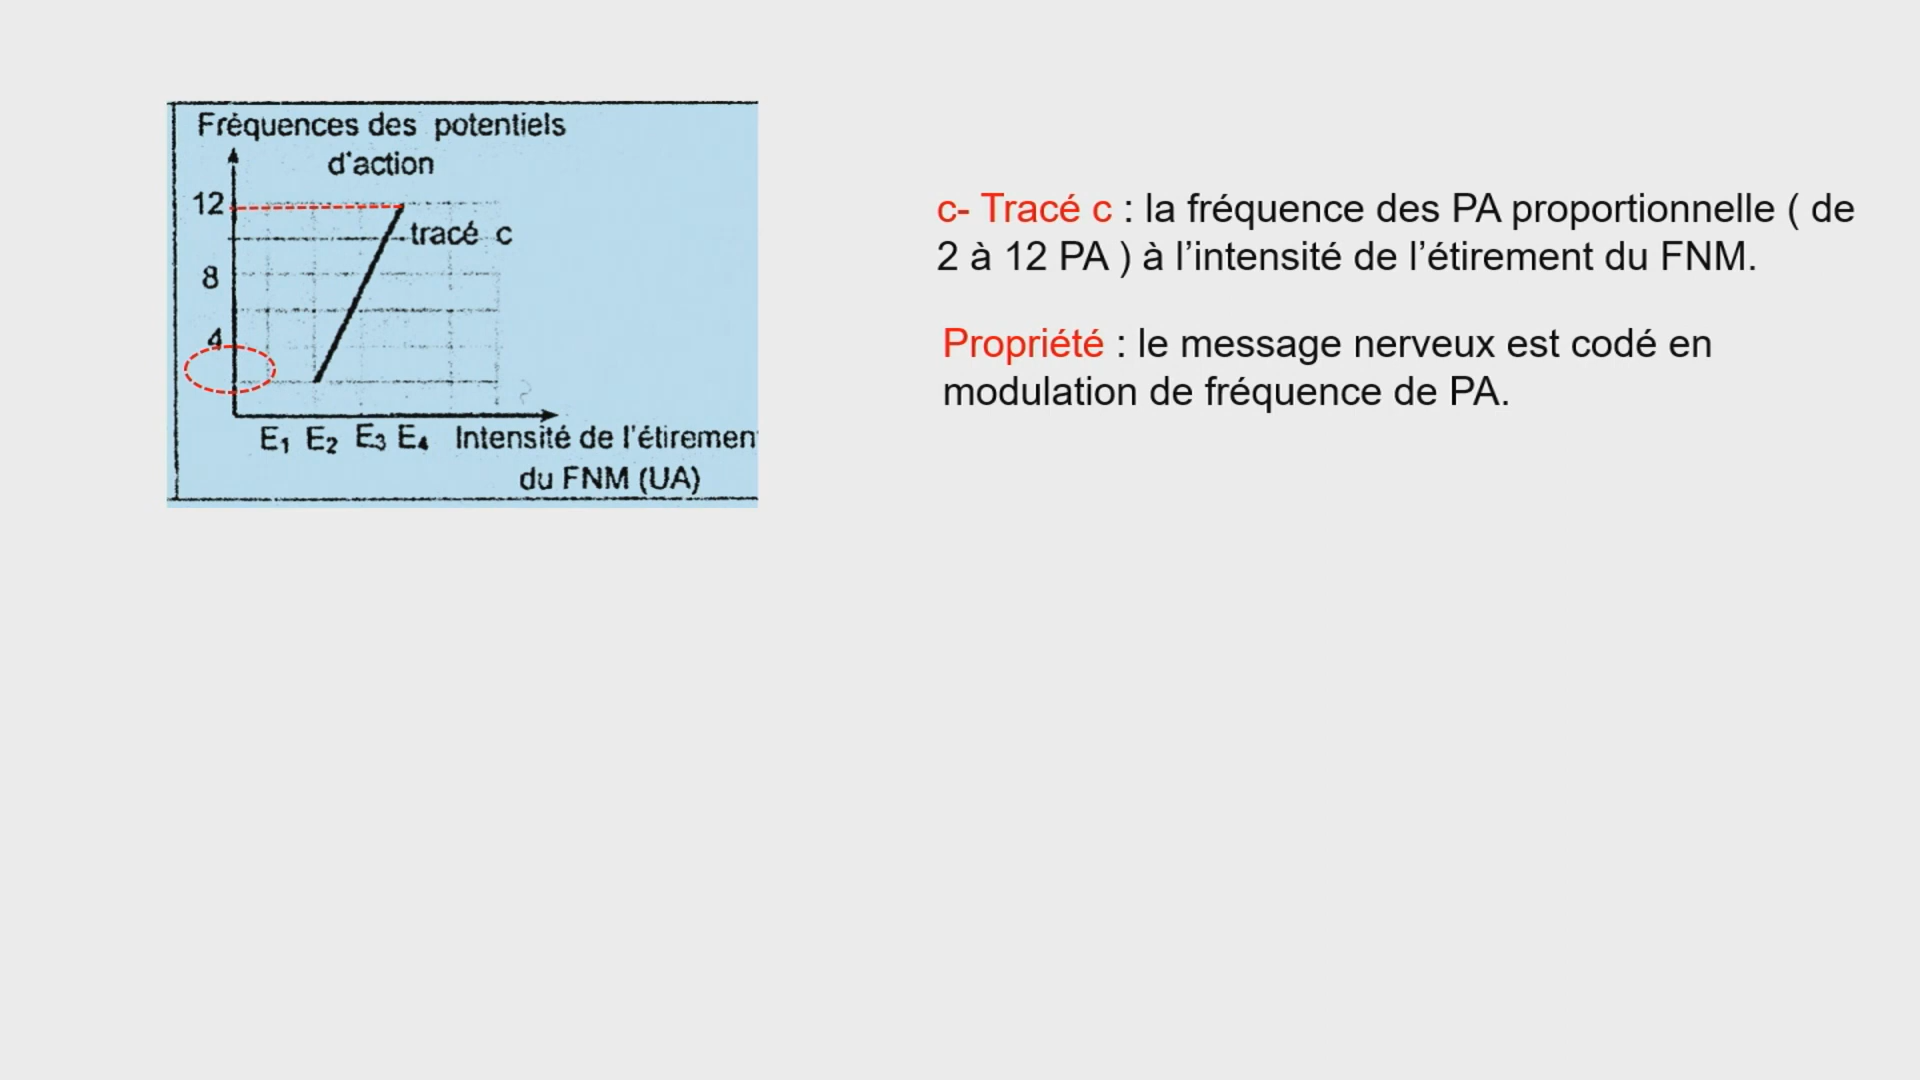 Fréquences des potentiels
d'action
12
tracé c
8
4
E₁ E₂ E₃ E₄ Intensité de l'étiremen
du FNM (UA)
c- Tracé c : la fréquence des PA proportionnelle ( de
2 à 12 PA ) à l’intensité de l’étirement du FNM.
Propriété : le message nerveux est codé en
modulation de fréquence de PA.